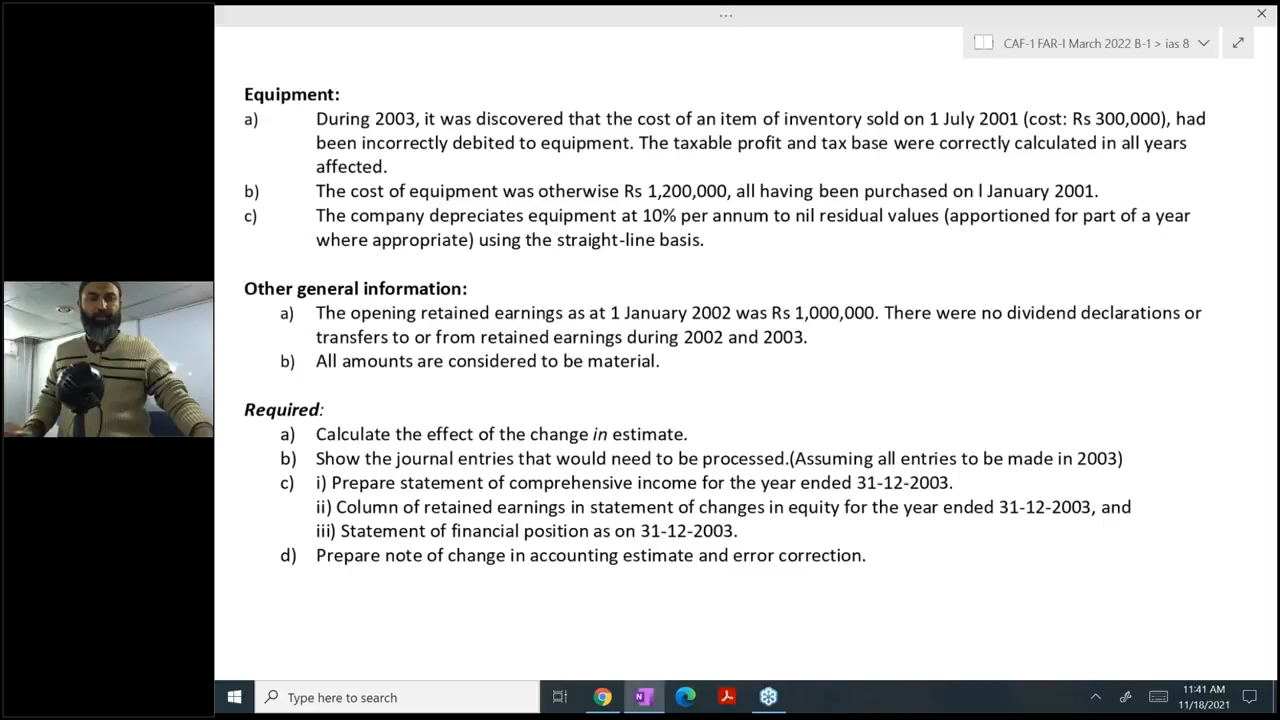 CAF-1 FAR-I March 2022 B-1 > ias 8
Equipment:
a) During 2003, it was discovered that the cost of an item of inventory sold on 1 July 2001 (cost: Rs 300,000), had
been incorrectly debited to equipment. The taxable profit and tax base were correctly calculated in all years
affected.
b) The cost of equipment was otherwise Rs 1,200,000, all having been purchased on l January 2001.
c) The company depreciates equipment at 10% per annum to nil residual values (apportioned for part of a year
where appropriate) using the straight-line basis.
Other general information:
a) The opening retained earnings as at 1 January 2002 was Rs 1,000,000. There were no dividend declarations or
transfers to or from retained earnings during 2002 and 2003.
b) All amounts are considered to be material.
Required:
a) Calculate the effect of the change in estimate.
b) Show the journal entries that would need to be processed.(Assuming all entries to be made in 2003)
c) i) Prepare statement of comprehensive income for the year ended 31-12-2003.
ii) Column of retained earnings in statement of changes in equity for the year ended 31-12-2003, and
iii) Statement of financial position as on 31-12-2003.
d) Prepare note of change in accounting estimate and error correction.
Type here to search
11:41 AM
11/18/2021